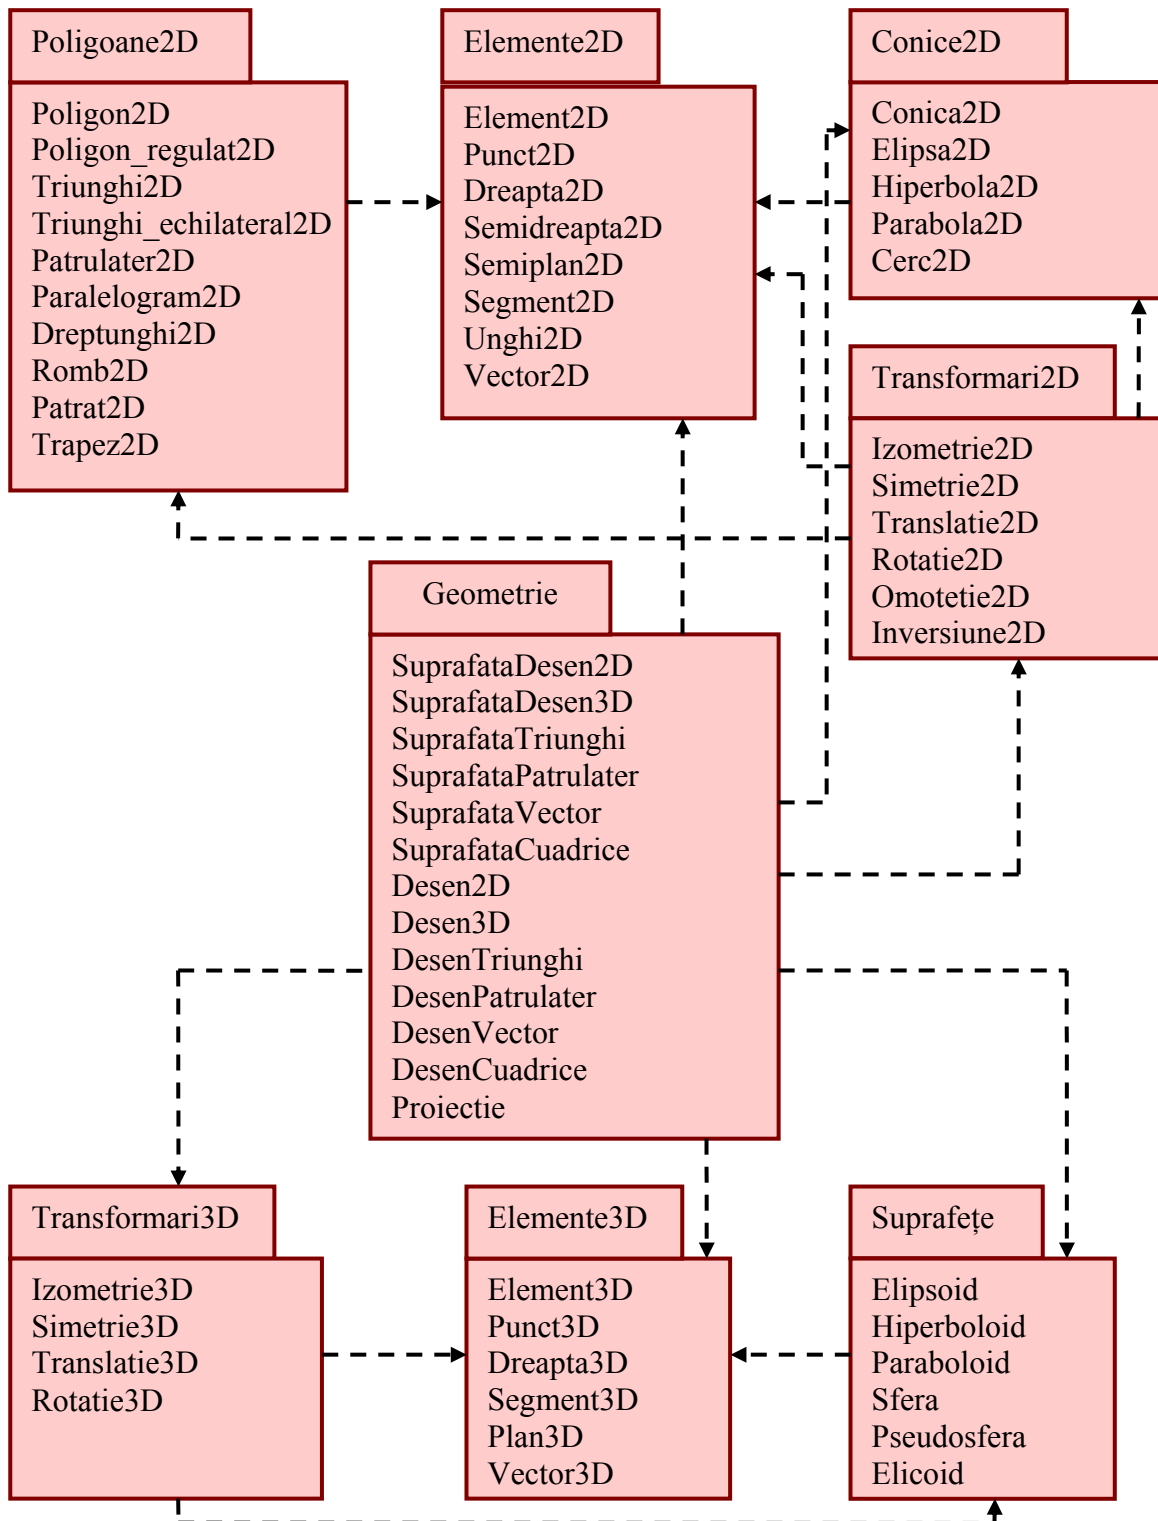 Poligoane2D
Poligon2D
Poligon_regulat2D
Triunghi2D
Triunghi_echilateral2D
Patrulater2D
Paralelogram2D
Dreptunghi2D
Romb2D
Patrat2D
Trapez2D
Elemente2D
Element2D
Punct2D
Dreapta2D
Semidreapta2D
Semiplan2D
Segment2D
Unghi2D
Vector2D
Conice2D
Conica2D
Elipsa2D
Hiperbola2D
Parabola2D
Cerc2D
Transformari2D
Izometrie2D
Simetrie2D
Translatie2D
Rotatie2D
Omotetie2D
Inversiune2D
Geometrie
SuprafataDesen2D
SuprafataDesen3D
SuprafataTriunghi
SuprafataPatrulater
SuprafataVector
SuprafataCuadrice
Desen2D
Desen3D
DesenTriunghi
DesenPatrulater
DesenVector
DesenCuadrice
Proiectie
Transformari3D
Izometrie3D
Simetrie3D
Translatie3D
Rotatie3D
Elemente3D
Element3D
Punct3D
Dreapta3D
Segment3D
Plan3D
Vector3D
Suprafețe
Elipsoid
Hiperboloid
Paraboloid
Sfera
Pseudosfera
Elicoid